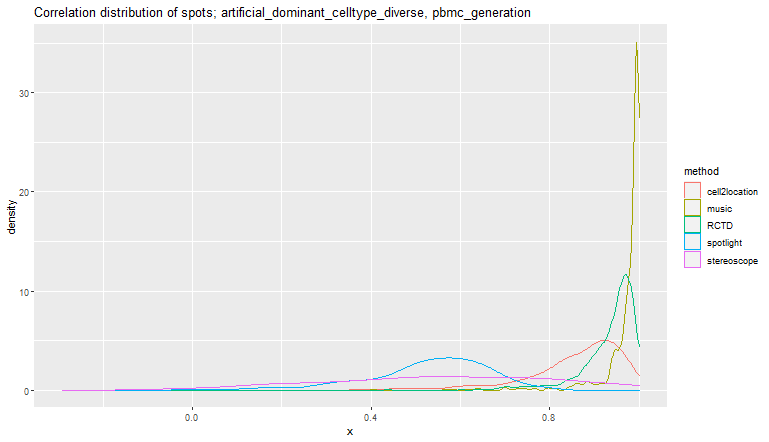 Correlation distribution of spots; artificial_dominant_celltype_diverse, pbmc_generation
30
20
10
0
density
0.0
0.4
0.8
x
method
cell2location
music
RCTD
spotlight
stereoscope